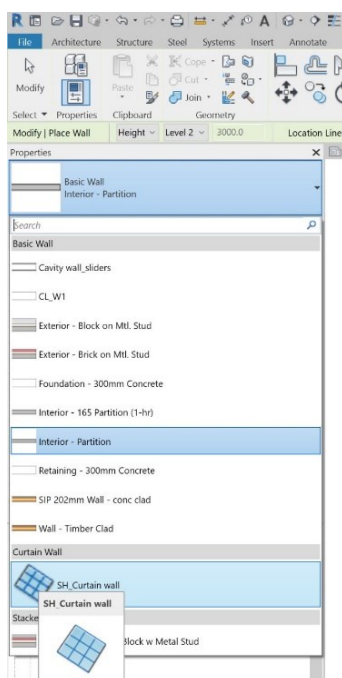 R A
File Architecture Structure Steel Systems Insert Annotate
Modify Paste Cope Cut Join
Select Properties Clipboard Geometry
Modify | Place Wall Height Level 2 3000.0 Location Line
Properties
Basic Wall
Interior - Partition
Search
Basic Wall
Cavity wall_sliders
CL_W1
Exterior - Block on Mtl. Stud
Exterior - Brick on Mtl. Stud
Foundation - 300mm Concrete
Interior - 165 Partition (1-hr)
Interior - Partition
Retaining - 300mm Concrete
SIP 202mm Wall - conc clad
Wall - Timber Clad
Curtain Wall
SH_Curtain wall
SH_Curtain wall
Stacke
Block w Metal Stud